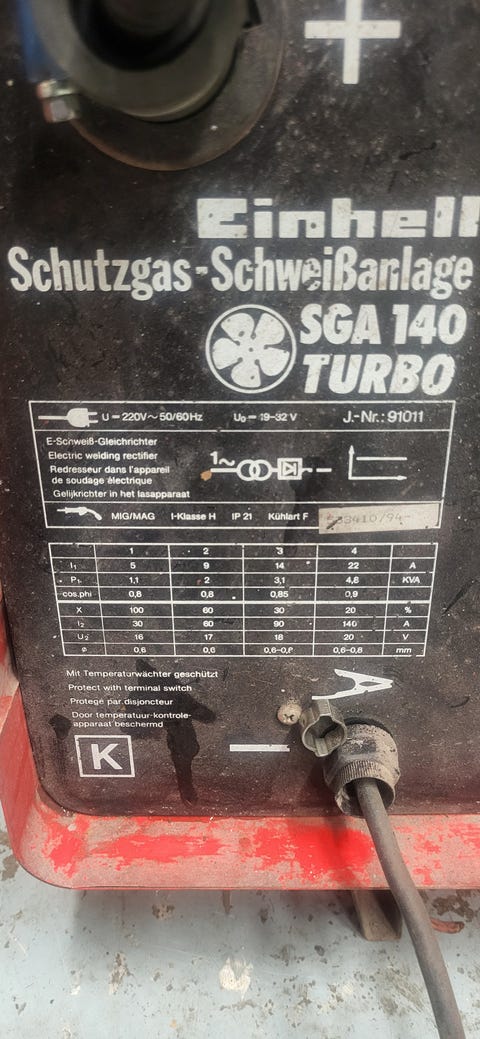 +
Einhell
Schutzgas-Schweißanlage
SGA 140
TURBO
U = 220V~ 50/60Hz U₀ = 19-32 V J.-Nr.: 91011
E-Schweiß-Gleichrichter
Electric welding rectifier
Redresseur dans l'appareil
de soudage électrique
Gelijkrichter in het lasapparaat
1~
MIG/MAG I-Klasse H IP 21 Kühlart F
1 2 3 4
I₁ 5 9 14 22 A
P₁ 1,1 2 3,1 4,8 KVA
cos.phi 0,8 0,8 0,85 0,9
X 100 60 30 20 %
I₂ 30 60 90 140 A
U₂ 16 17 18 20 V
ø 0,6 0,6 0,6-0,8 0,6-0,8 mm
Mit Temperaturwächter geschützt
Protect with terminal switch
Protegé par disjoncteur
Door temperatuur-kontrole-
apparaat beschermd
K
A
−